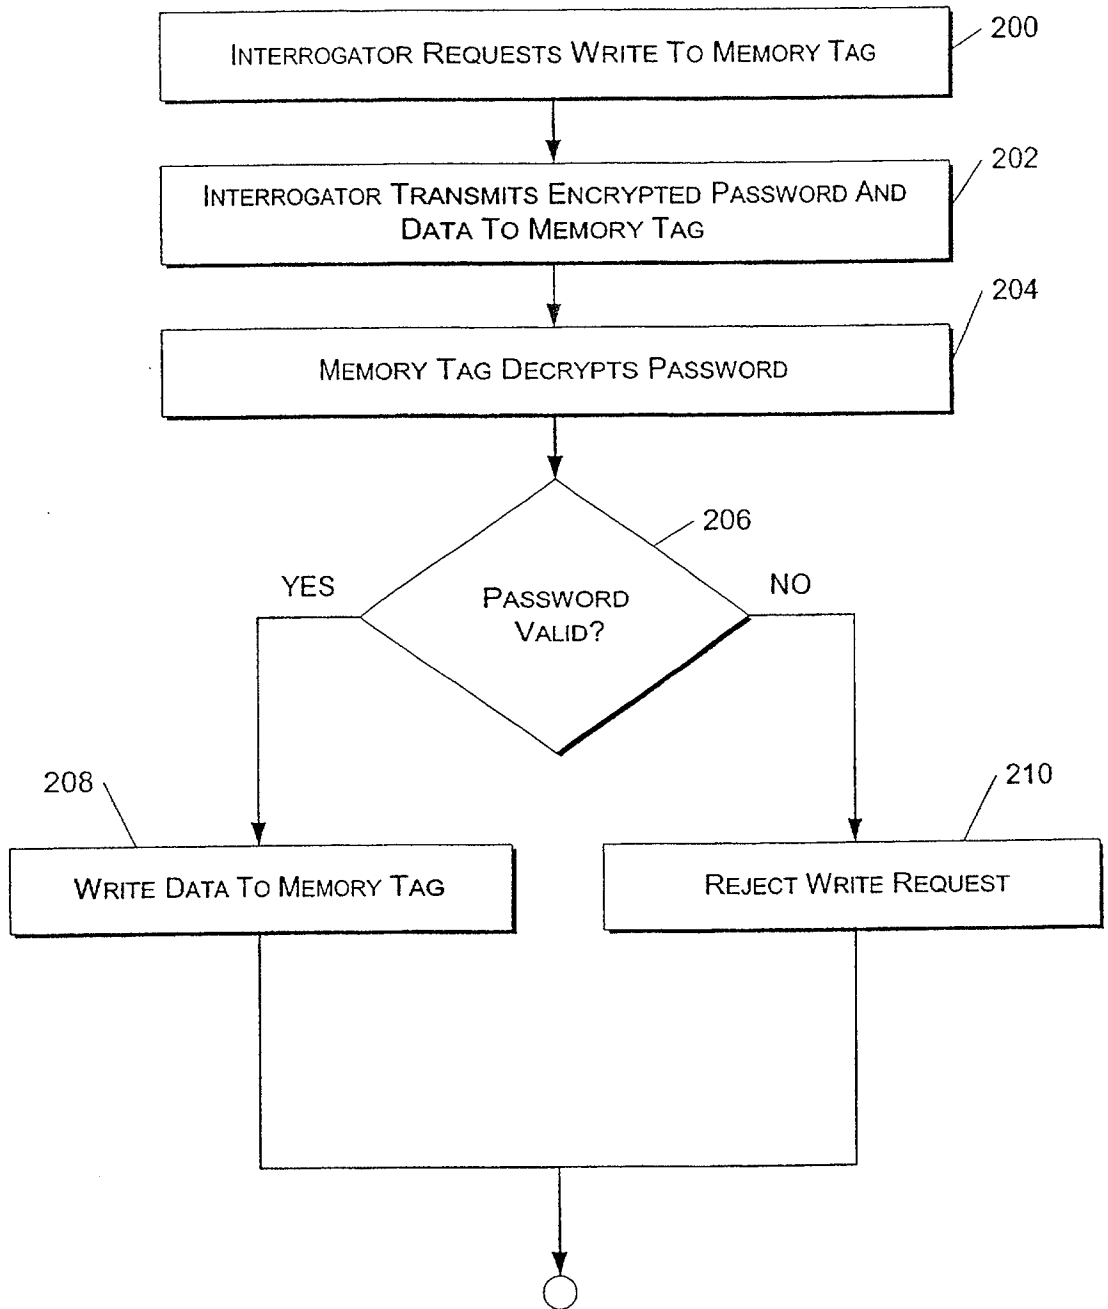 INTERROGATOR REQUESTS WRITE TO MEMORY TAG
200
INTERROGATOR TRANSMITS ENCRYPTED PASSWORD AND
DATA TO MEMORY TAG
202
MEMORY TAG DECRYPTS PASSWORD
204
206
YES
PASSWORD
VALID?
NO
208
WRITE DATA TO MEMORY TAG
210
REJECT WRITE REQUEST